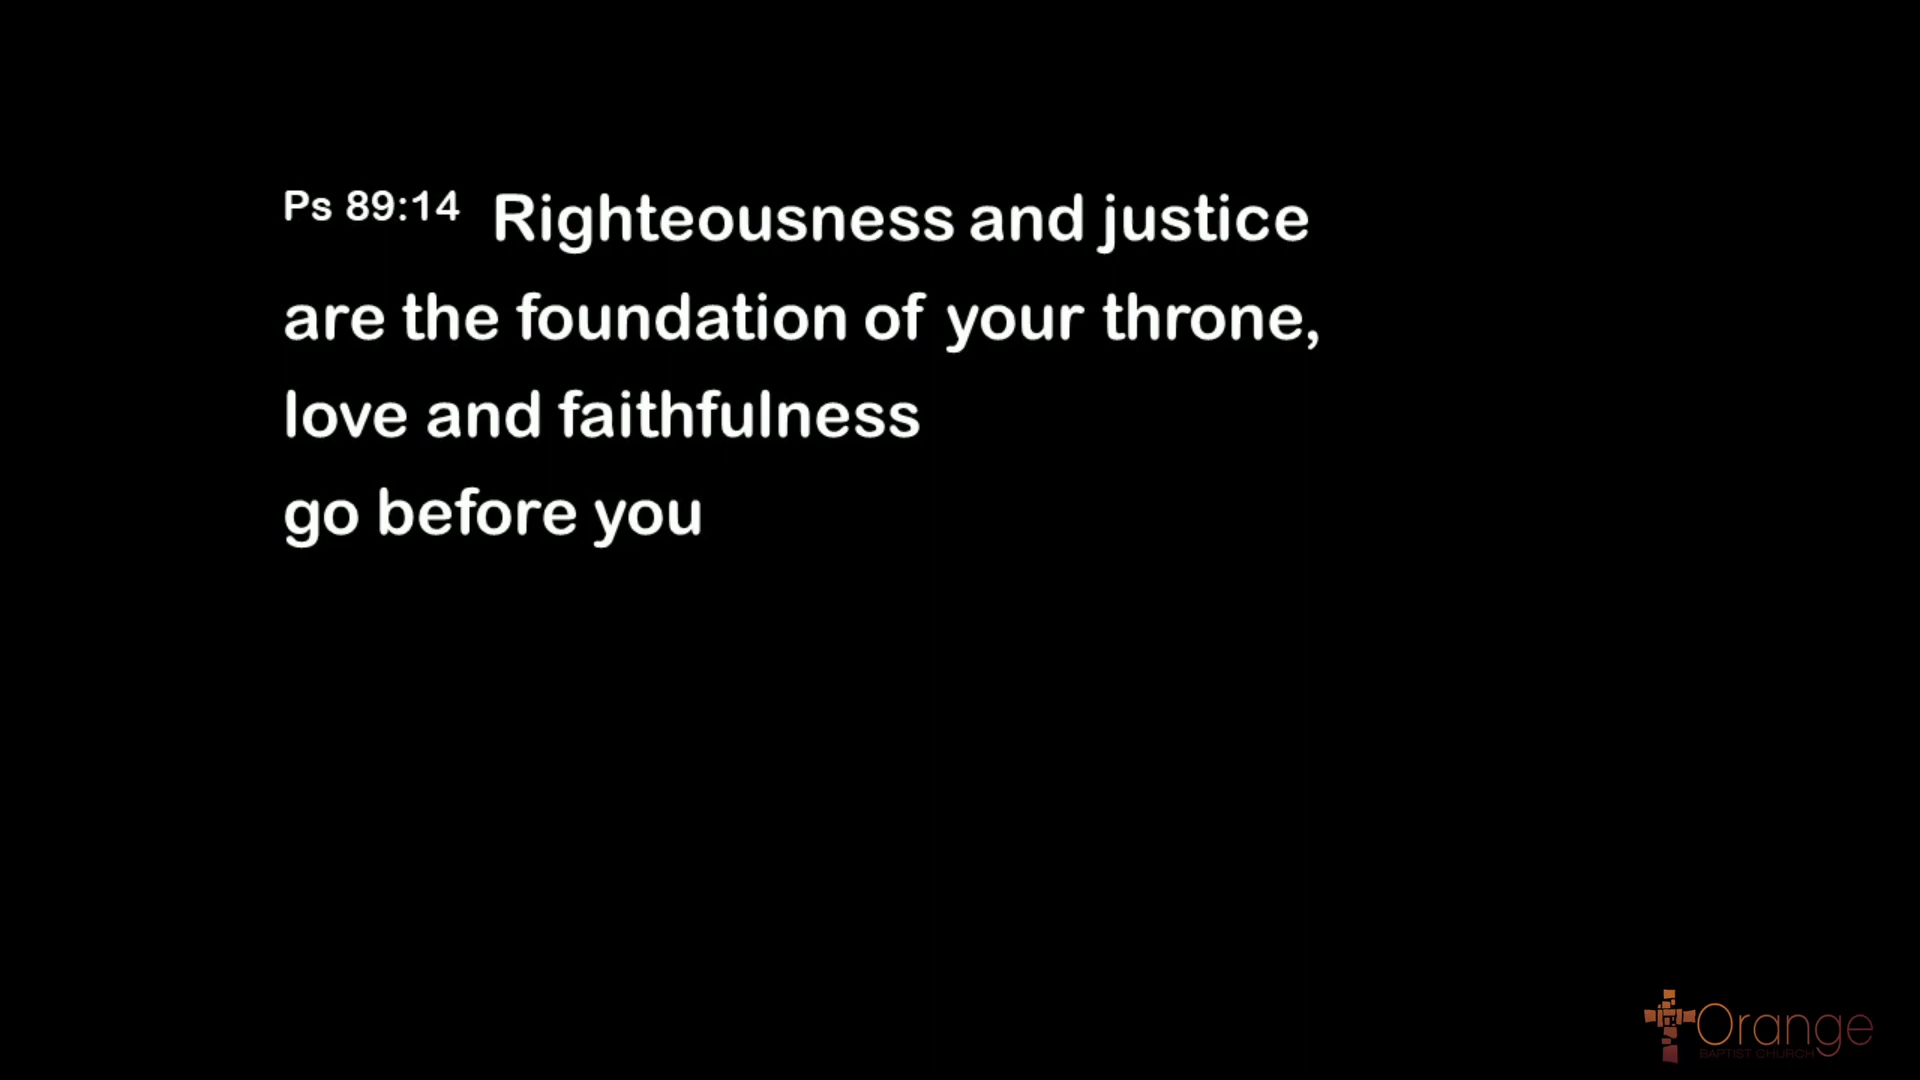 Ps 89:14 Righteousness and justice
are the foundation of your throne,
love and faithfulness
go before you
Orange
BAPTIST CHURCH